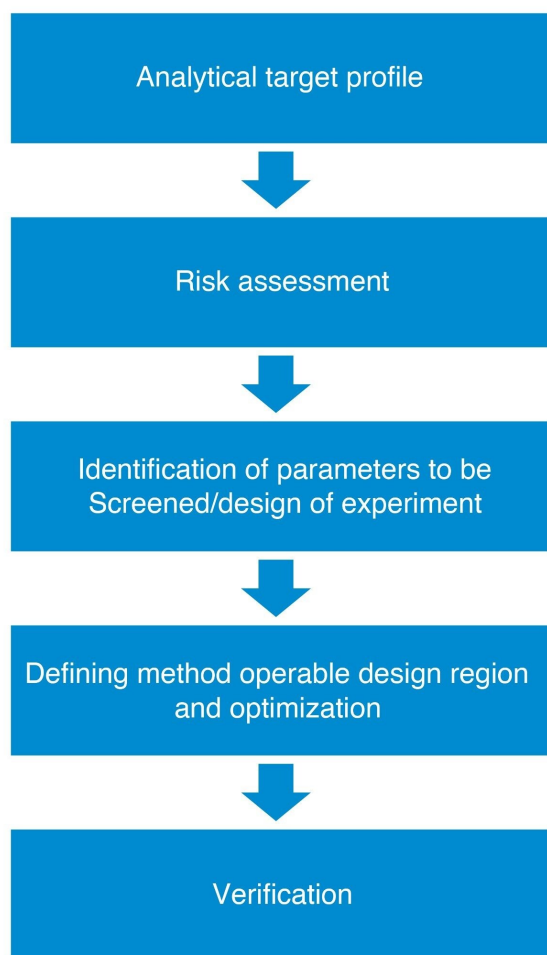 Analytical target profile
Risk assessment
Identification of parameters to be
Screened/design of experiment
Defining method operable design region
and optimization
Verification